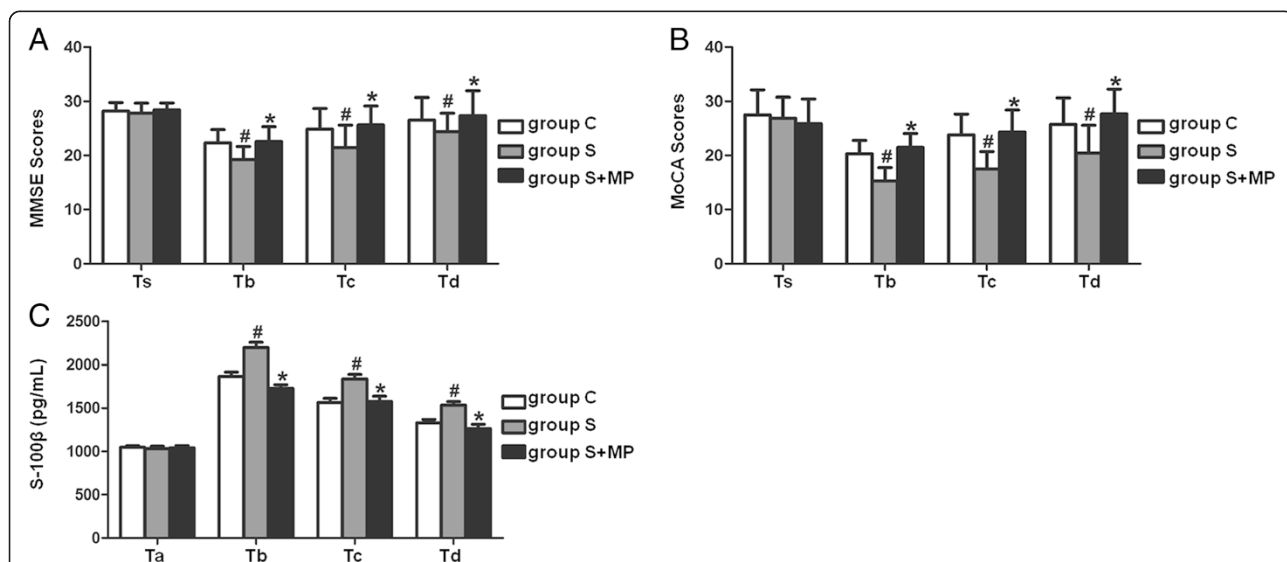 A
MMSE Scores
40
30
20
10
0
#
*
#
*
#
*
Ts
Tb
Tc
Td
group C
group S
group S+MP
B
MoCA Scores
40
30
20
10
0
#
*
#
*
#
*
Ts
Tb
Tc
Td
group C
group S
group S+MP
C
S-100β (pg/mL)
2500
2000
1500
1000
500
0
#
*
#
*
#
*
Ta
Tb
Tc
Td
group C
group S
group S+MP